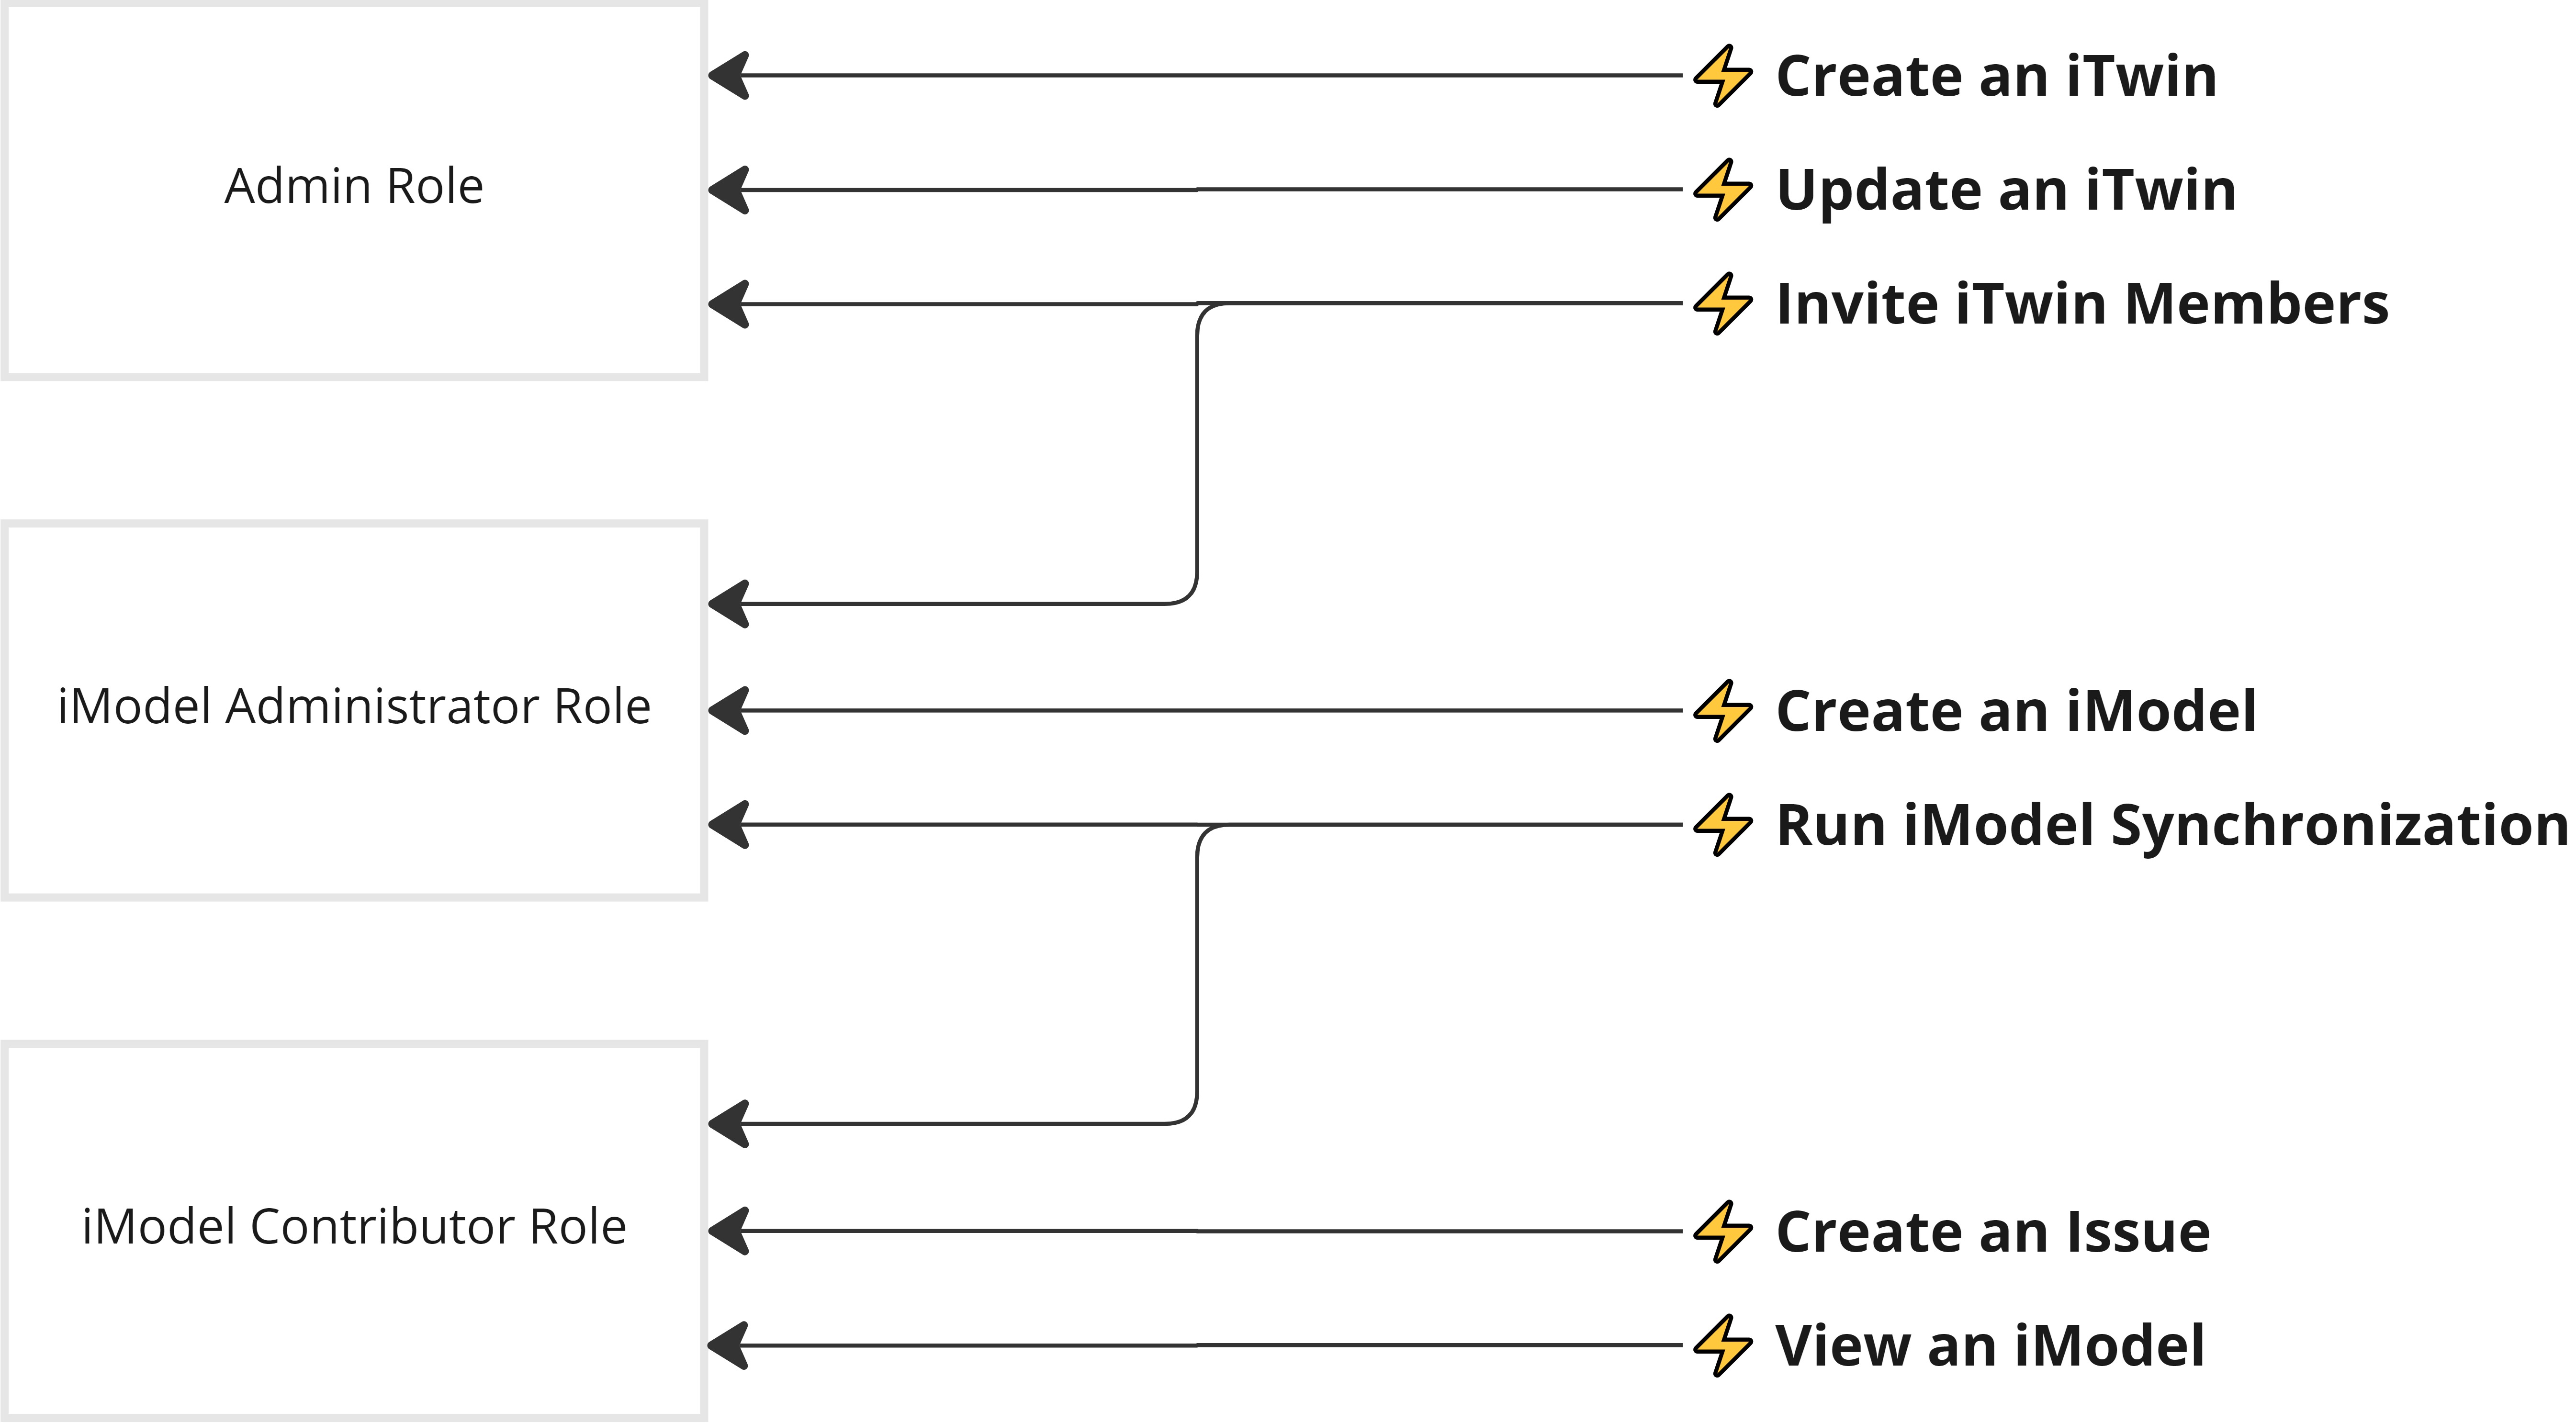 Admin Role
Create an iTwin
Update an iTwin
Invite iTwin Members
iModel Administrator Role
Create an iModel
Run iModel Synchronization
iModel Contributor Role
Create an Issue
View an iModel